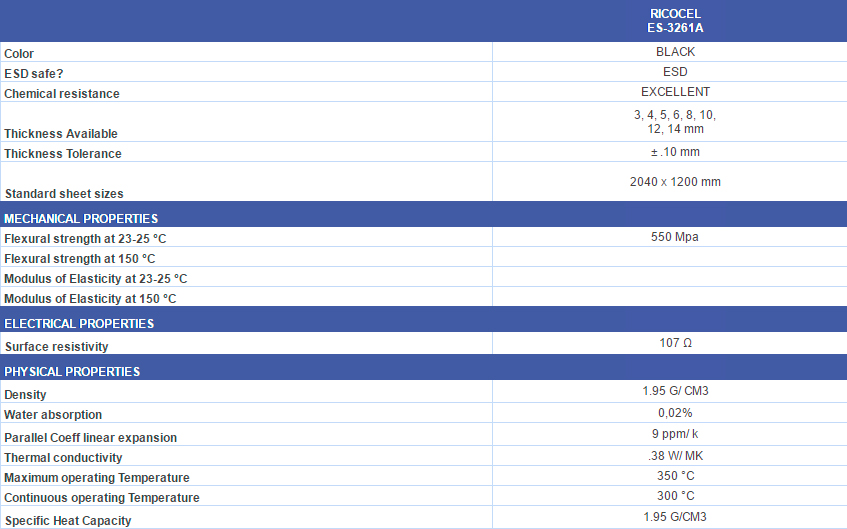 RICOCEL
ES-3261A
Color BLACK
ESD safe? ESD
Chemical resistance EXCELLENT
Thickness Available 3, 4, 5, 6, 8, 10,
12, 14 mm
Thickness Tolerance ± .10 mm
Standard sheet sizes 2040 x 1200 mm
MECHANICAL PROPERTIES
Flexural strength at 23-25 °C 550 Mpa
Flexural strength at 150 °C
Modulus of Elasticity at 23-25 °C
Modulus of Elasticity at 150 °C
ELECTRICAL PROPERTIES
Surface resistivity 107 Ω
PHYSICAL PROPERTIES
Density 1.95 G/ CM3
Water absorption 0,02%
Parallel Coeff linear expansion 9 ppm/ k
Thermal conductivity .38 W/ MK
Maximum operating Temperature 350 °C
Continuous operating Temperature 300 °C
Specific Heat Capacity 1.95 G/CM3